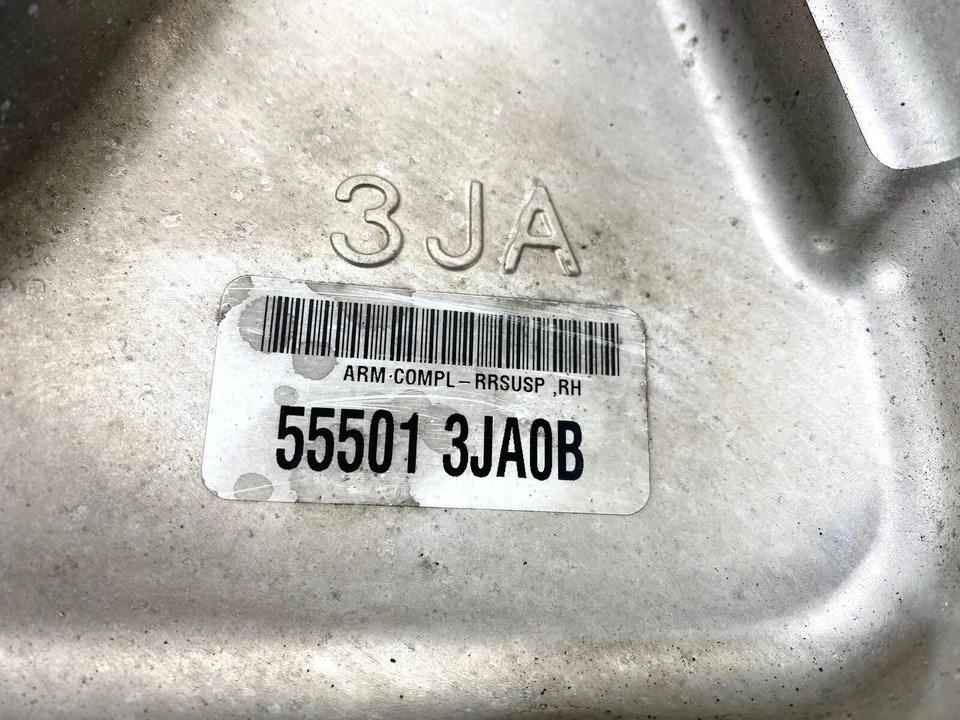 3JA
ARM·COMPL–RRSUSP ,RH
55501 3JA0B